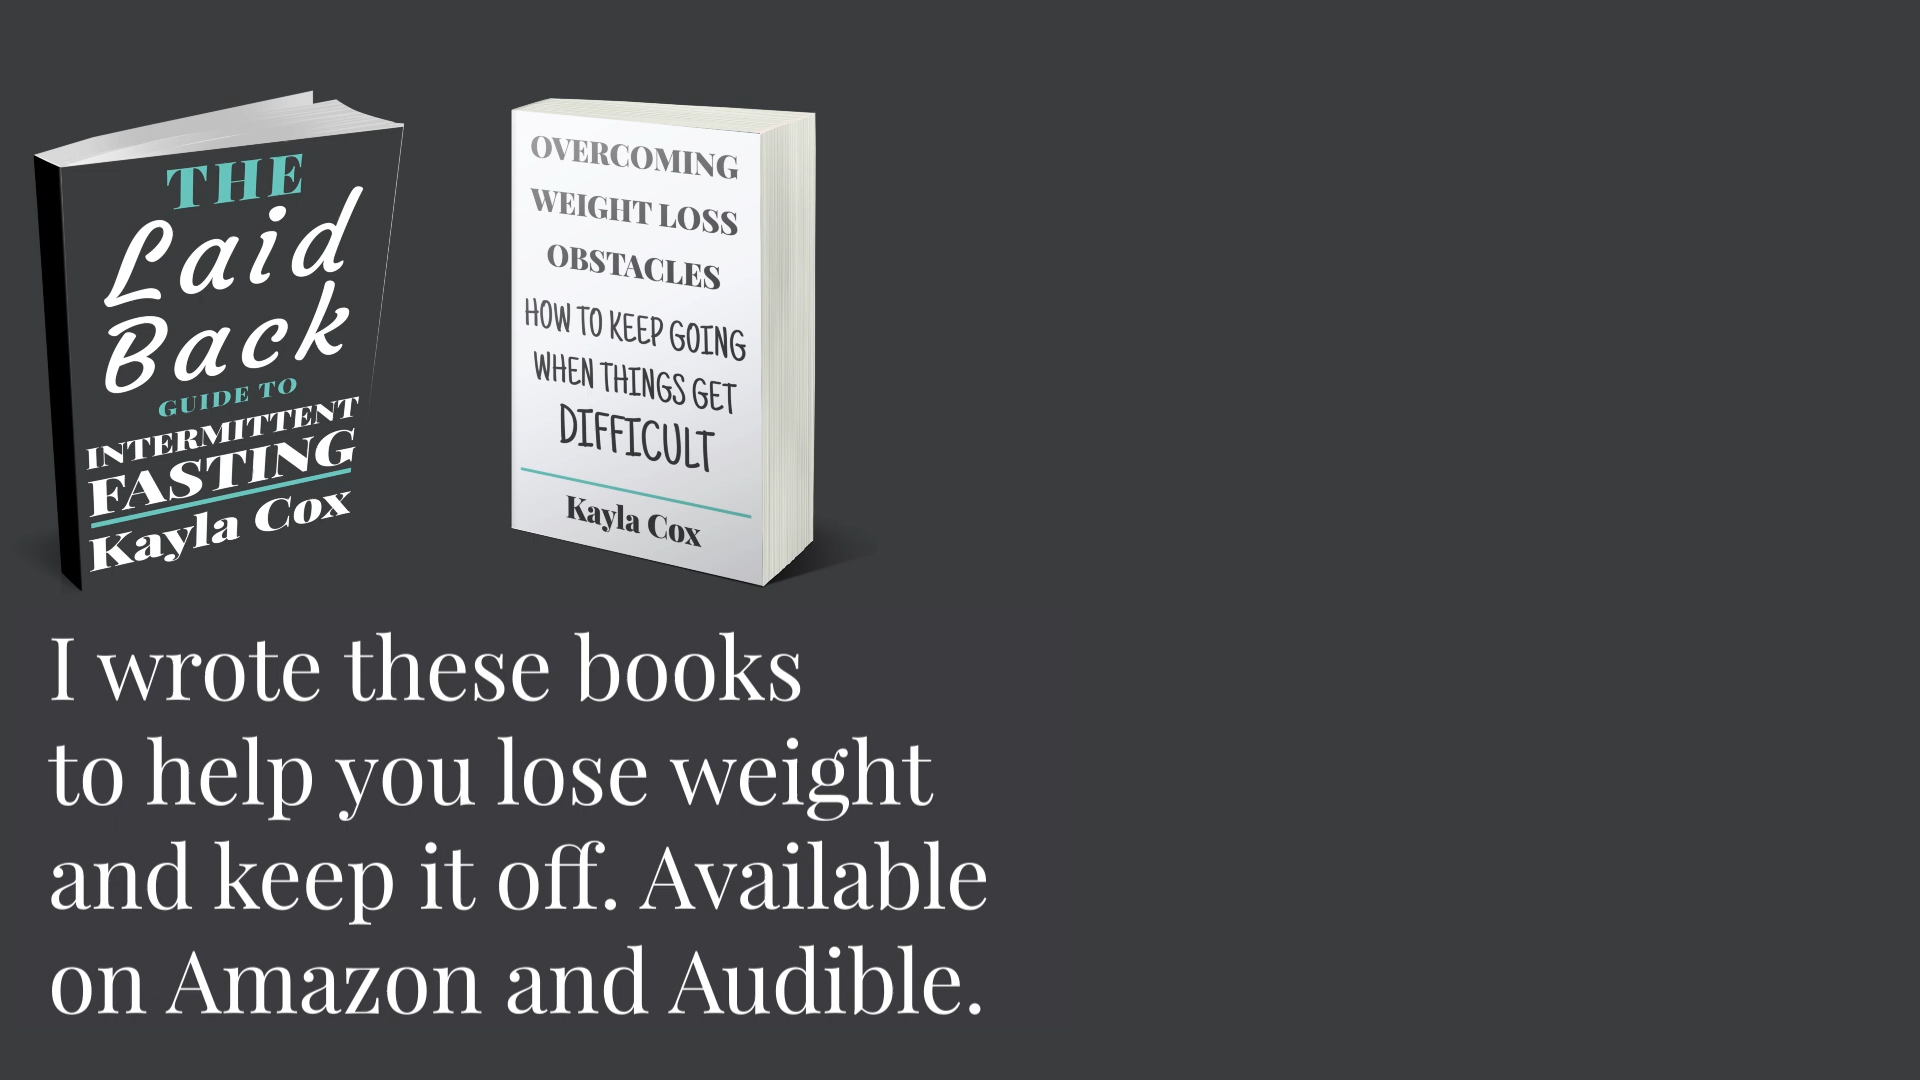 THE
Laid
Back
GUIDE TO
INTERMITTENT
FASTING
Kayla Cox
OVERCOMING
WEIGHT LOSS
OBSTACLES
HOW TO KEEP GOING
WHEN THINGS GET
DIFFICULT
Kayla Cox
I wrote these books
to help you lose weight
and keep it off. Available
on Amazon and Audible.